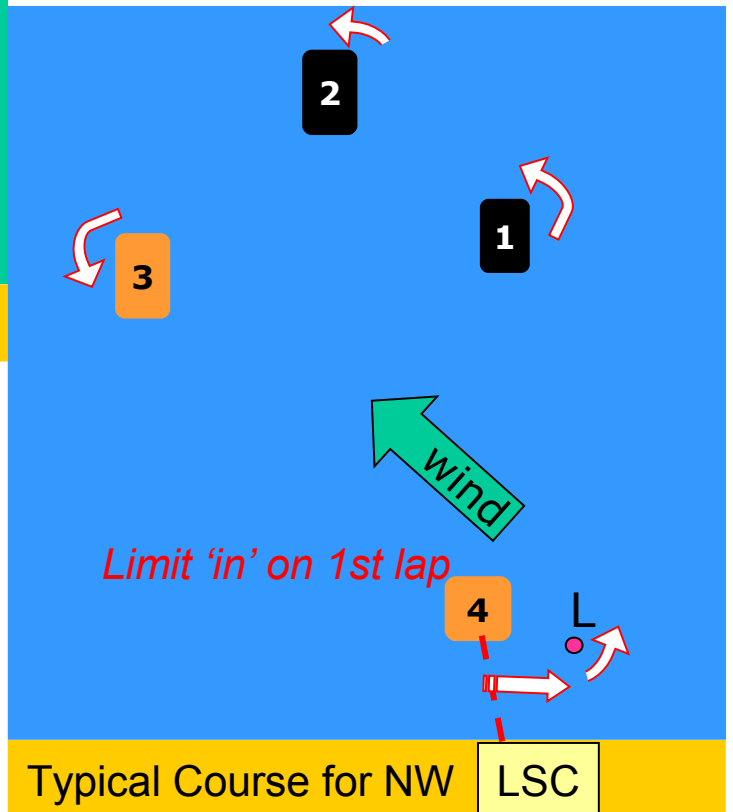 2
1
3
wind
Limit ‘in’ on 1st lap
4
L
Typical Course for NW
LSC